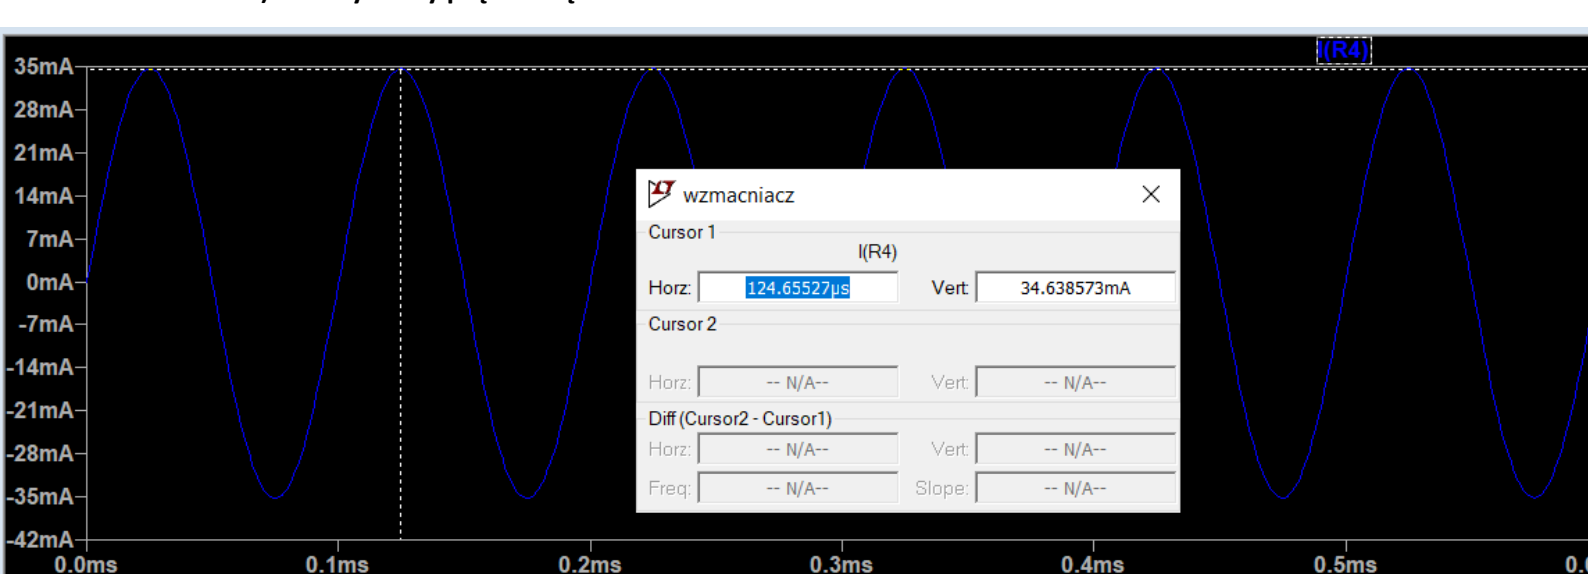 I(R4)
35mA
28mA
21mA
14mA
7mA
0mA
-7mA
-14mA
-21mA
-28mA
-35mA
-42mA
0.0ms 0.1ms 0.2ms 0.3ms 0.4ms 0.5ms
wzmacniacz
Cursor 1
I(R4)
Horz: 124.65527µs Vert: 34.638573mA
Cursor 2
Horz: -- N/A-- Vert: -- N/A--
Diff (Cursor2 - Cursor1)
Horz: -- N/A-- Vert: -- N/A--
Freq: -- N/A-- Slope: -- N/A--